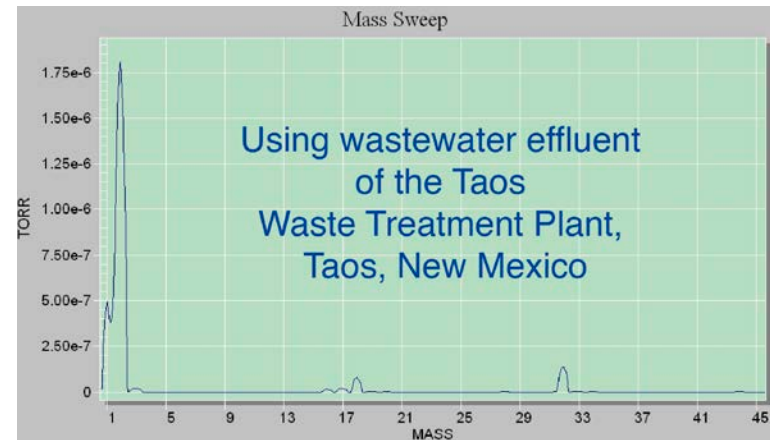 Mass Sweep
1.75e-6
1.50e-6
1.25e-6
1.00e-6
7.50e-7
5.00e-7
2.50e-7
0
TORR
Using wastewater effluent
of the Taos
Waste Treatment Plant,
Taos, New Mexico
1 5 9 13 17 21 25 29 33 37 41 45
MASS